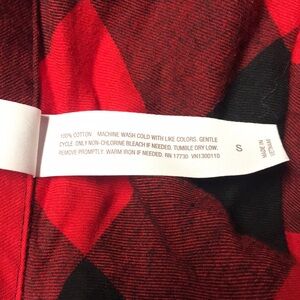 100% COTTON MACHINE WASH COLD WITH LIKE COLORS. GENTLE
CYCLE ONLY NON-CHLORINE BLEACH IF NEEDED. TUMBLE DRY LOW.
REMOVE PROMPTLY. WARM IRON IF NEEDED. RN 17730 VN1300110
S
MADE IN
VIETNAM